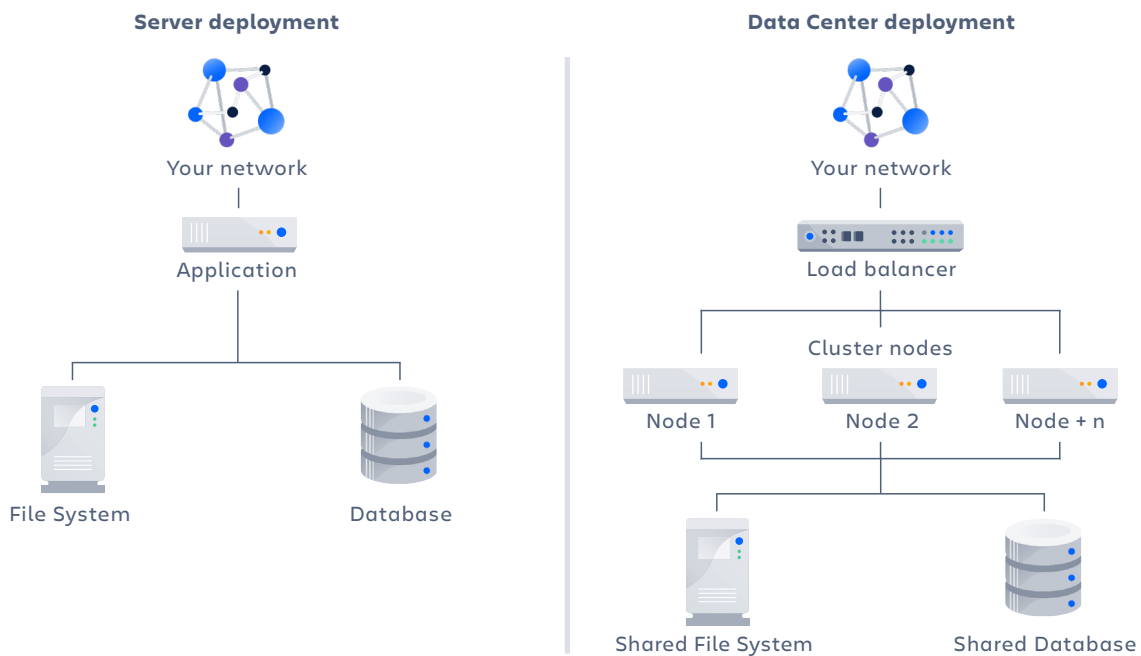 Server deployment
Your network
Application
File System
Database
Data Center deployment
Your network
Load balancer
Cluster nodes
Node 1
Node 2
Node + n
Shared File System
Shared Database